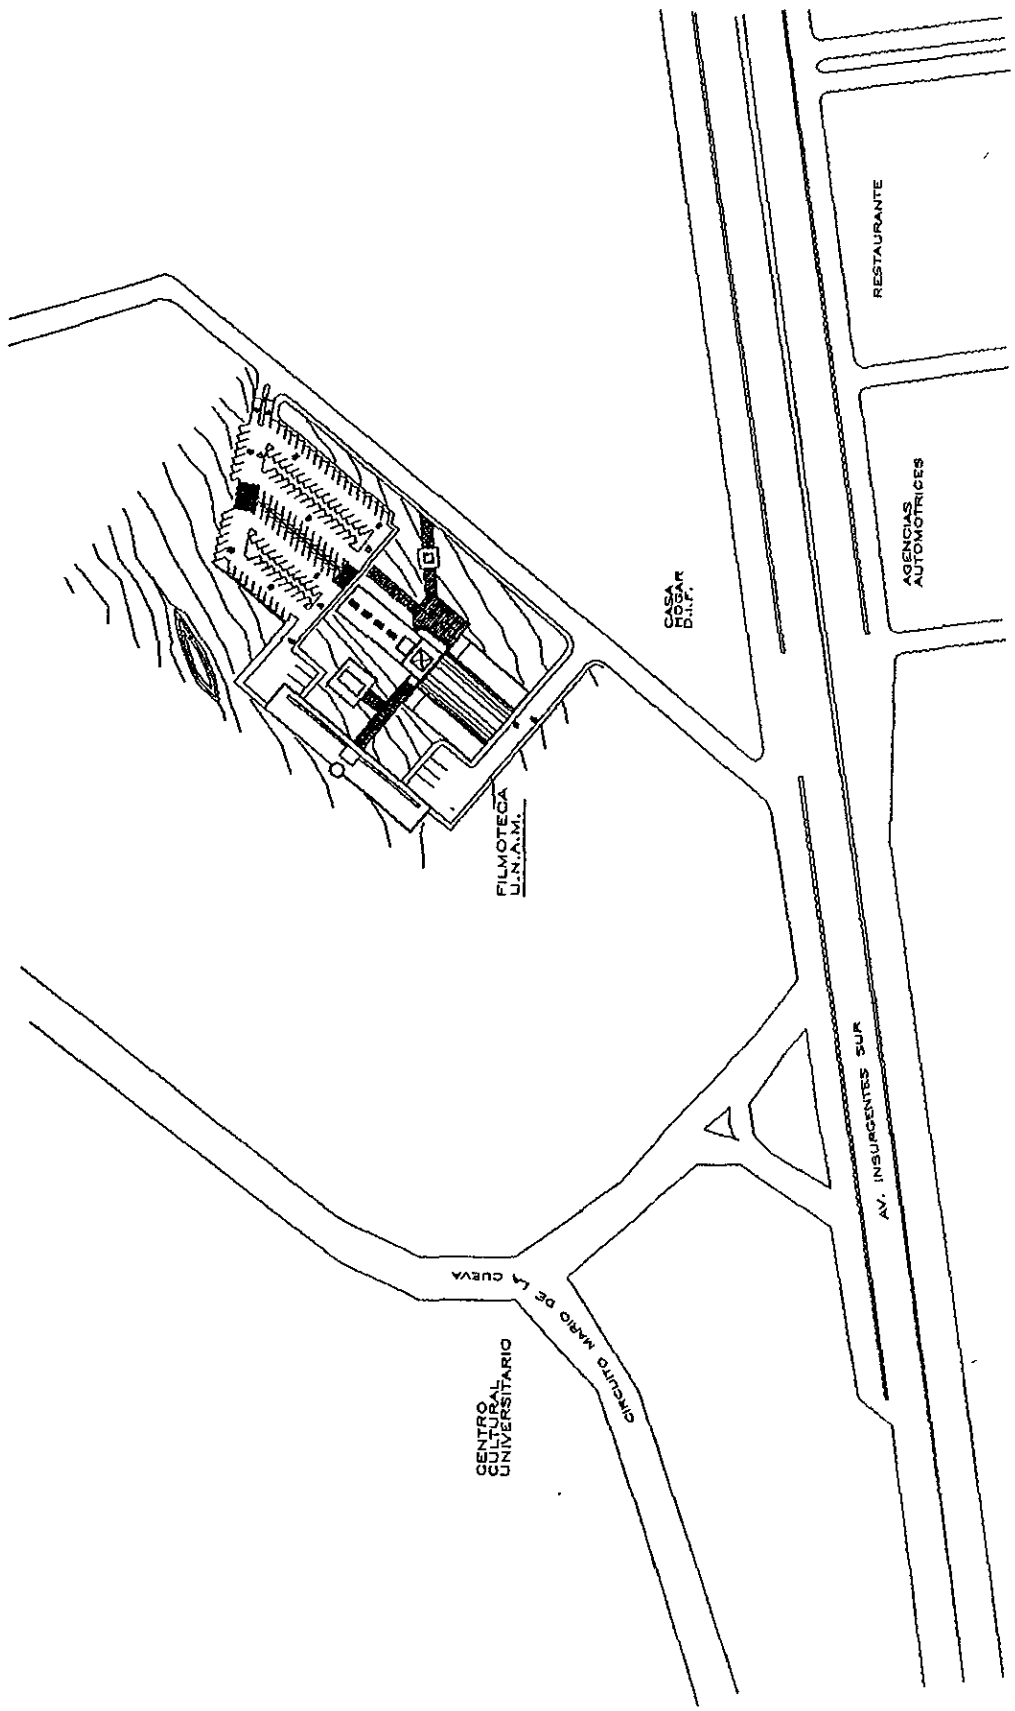 RESTAURANTE
AGENCIAS
AUTOMOTRICES
CASA
HOGAR
D.I.F.
FILMOTECA
U.N.A.M.
AV. INSURGENTES SUR
CIRCUITO MARIO DE LA CUEVA
CENTRO
CULTURAL
UNIVERSITARIO